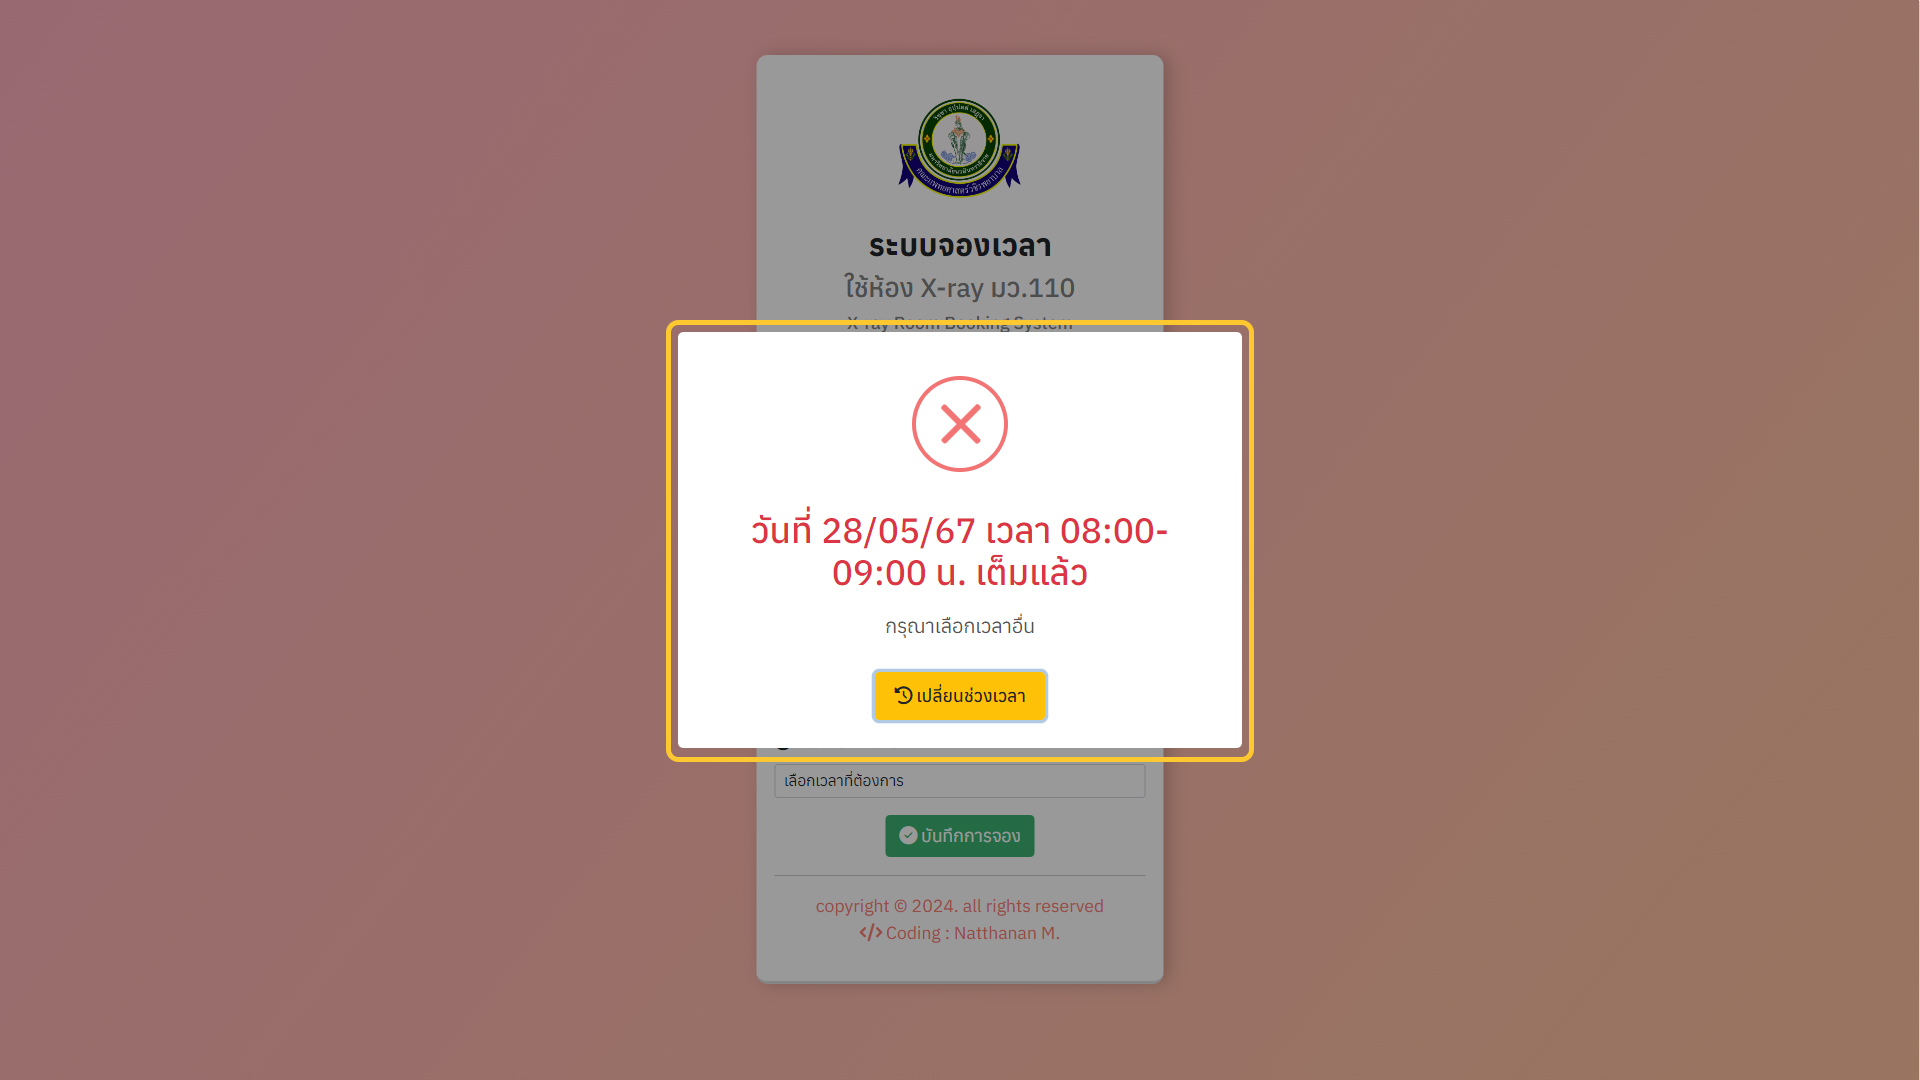 ระบบจองเวลา
ใช้ห้อง X-ray มว.110
X-ray Room Booking System
วันที่ 28/05/67 เวลา 08:00-
09:00 น. เต็มแล้ว
กรุณาเลือกเวลาอื่น
เปลี่ยนช่วงเวลา
เลือกเวลาที่ต้องการ
บันทึกการจอง
copyright © 2024. all rights reserved
Coding : Natthanan M.